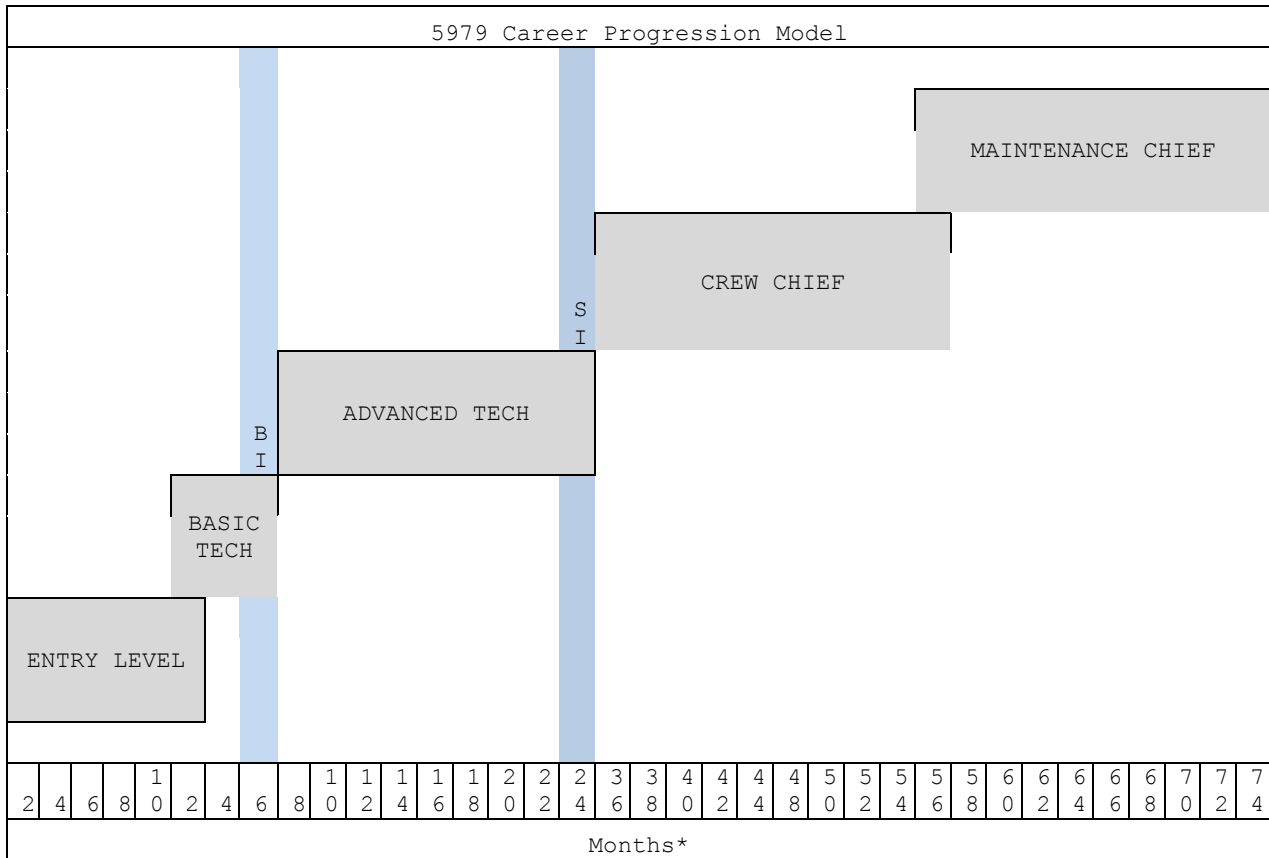 5979 Career Progression Model
MAINTENANCE CHIEF
CREW CHIEF
SI
ADVANCED TECH
BI
BASIC
TECH
ENTRY LEVEL
2 4 6 8 10 2 4 6 8 10 12 14 16 18 20 22 24 36 38 40 42 44 48 50 52 54 56 58 60 62 64 66 68 70 72 74
Months*